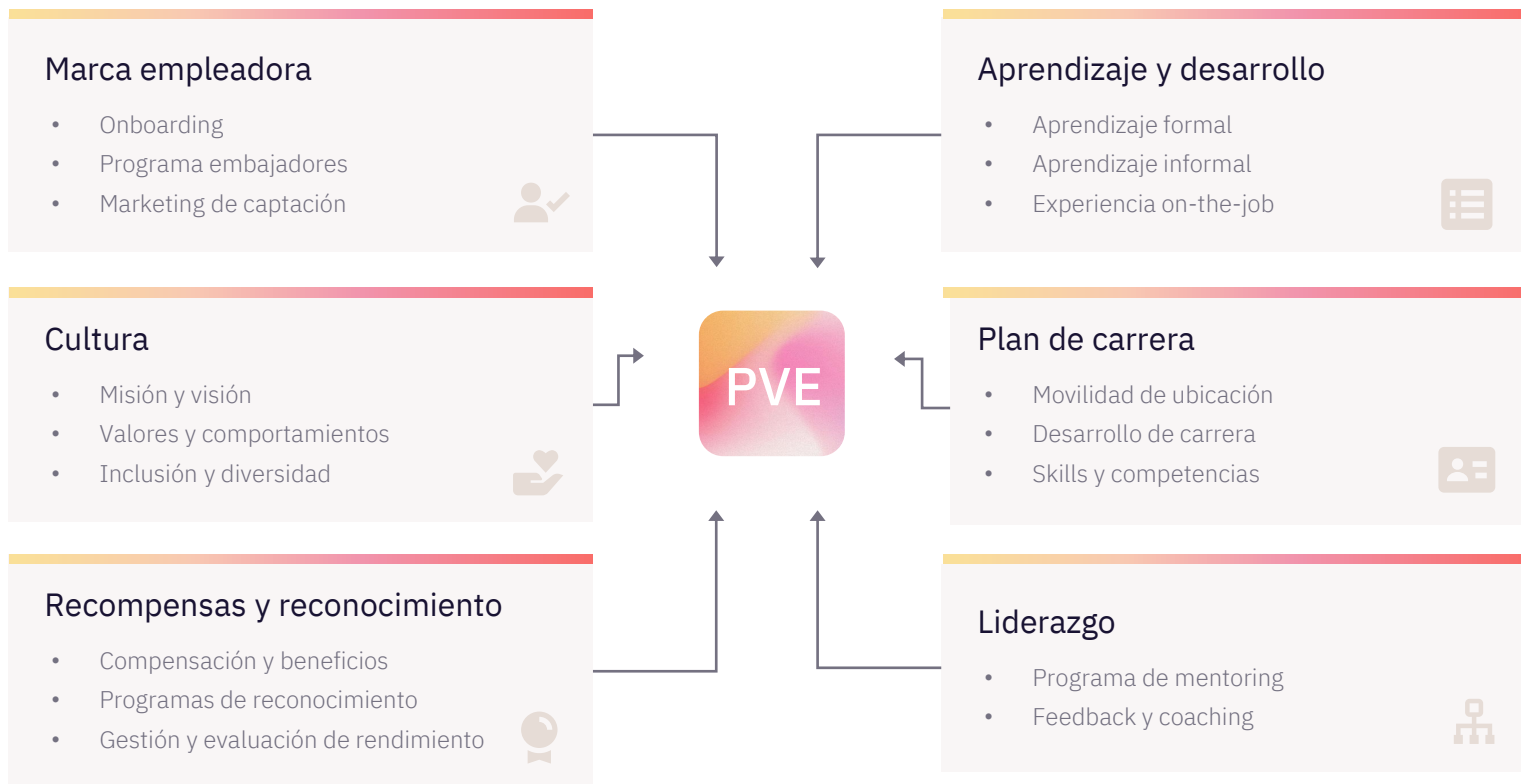 Marca empleadora
• Onboarding
• Programa embajadores
• Marketing de captación
Cultura
• Misión y visión
• Valores y comportamientos
• Inclusión y diversidad
Recompensas y reconocimiento
• Compensación y beneficios
• Programas de reconocimiento
• Gestión y evaluación de rendimiento
PVE
Aprendizaje y desarrollo
• Aprendizaje formal
• Aprendizaje informal
• Experiencia on-the-job
Plan de carrera
• Movilidad de ubicación
• Desarrollo de carrera
• Skills y competencias
Liderazgo
• Programa de mentoring
• Feedback y coaching